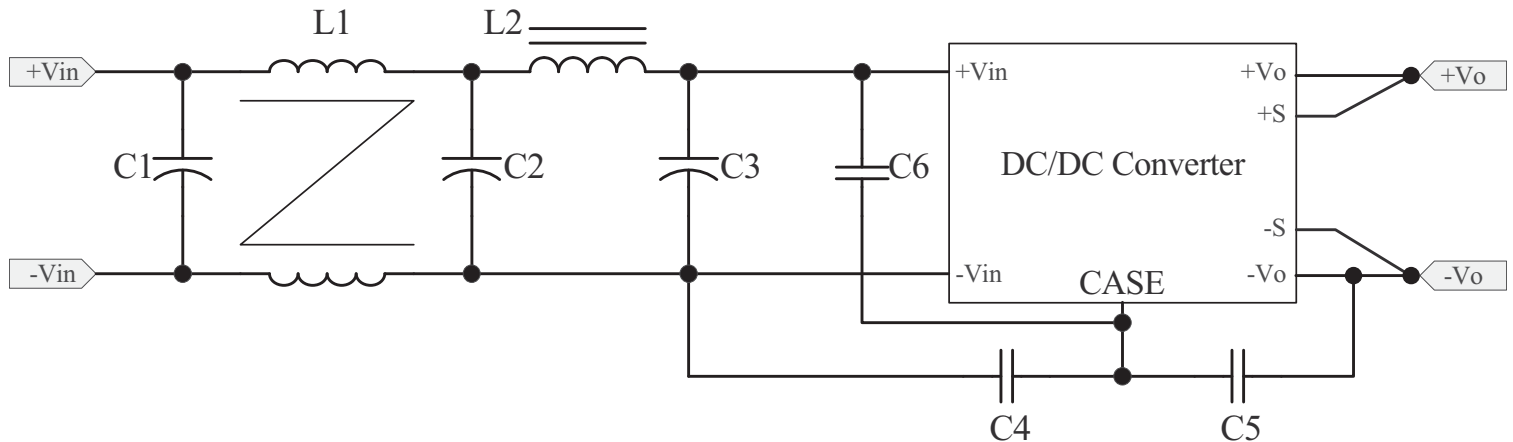 L1
L2
+Vin
+Vin
+Vo
+Vo
+S
C1
C2
C3
C6
DC/DC Converter
-S
-Vin
-Vin
-Vo
-Vo
CASE
C4
C5